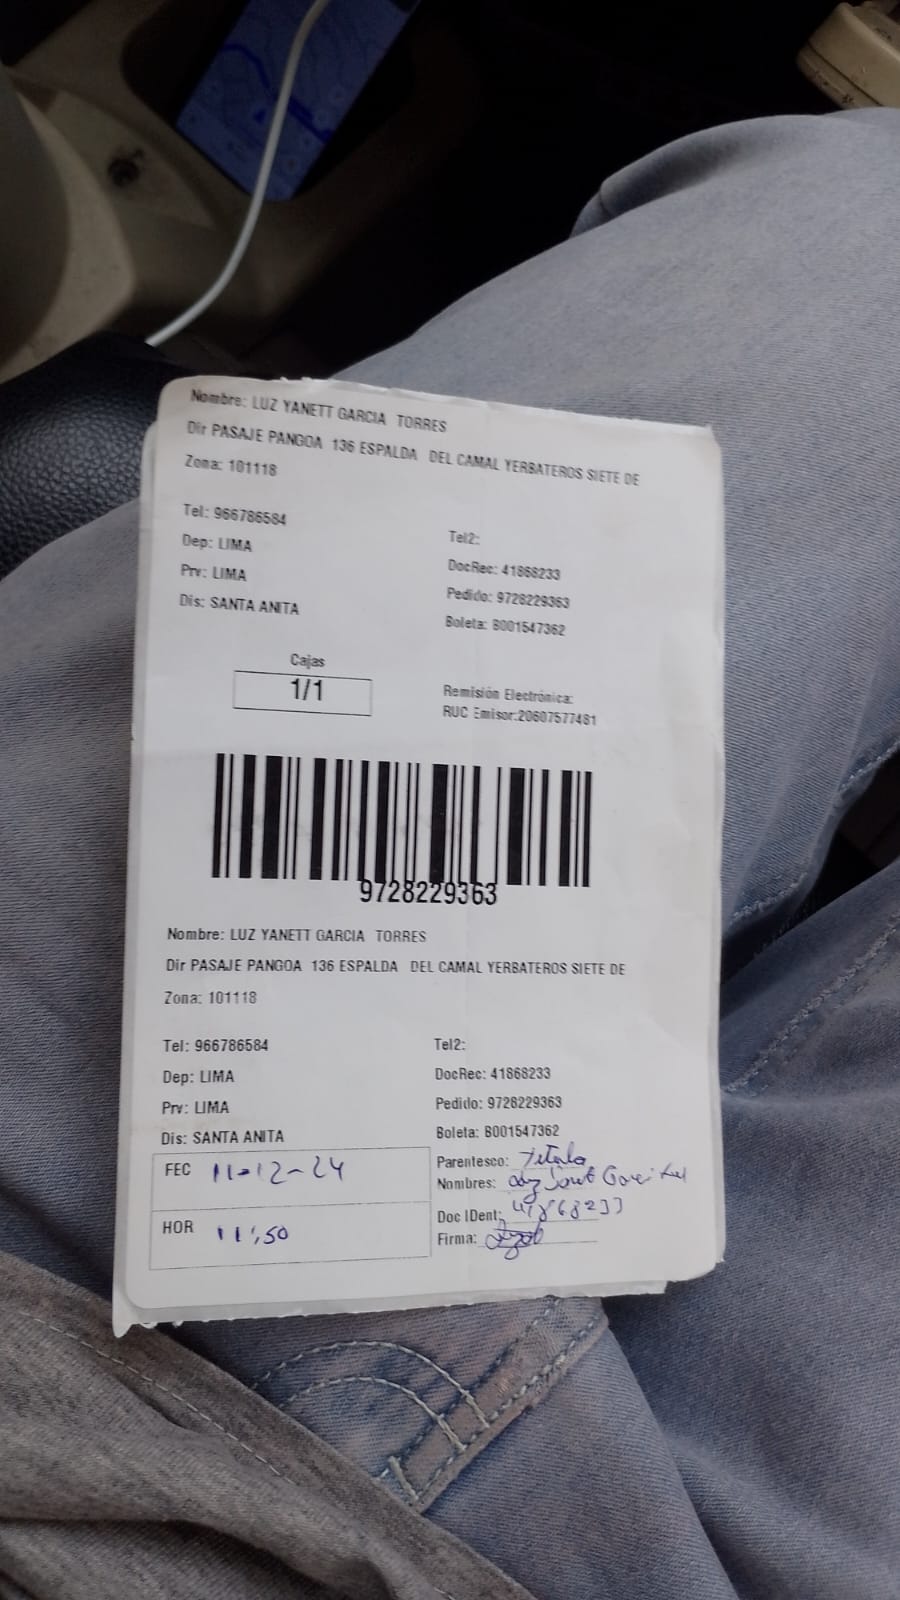 Nombre: LUZ YANETT GARCIA TORRES
Dir PASAJE PANGOA 136 ESPALDA DEL CAMAL YERBATEROS SIETE DE
Zona: 101118
Tel: 966786584
Tel2:
Dep: LIMA
DocRec: 41868233
Prv: LIMA
Pedido: 9728229363
Dis: SANTA ANITA
Boleta: B001547362
Cajas
1/1
Remisión Electrónica:
RUC Emisor:20607577481
9728229363
Nombre: LUZ YANETT GARCIA TORRES
Dir PASAJE PANGOA 136 ESPALDA DEL CAMAL YERBATEROS SIETE DE
Zona: 101118
Tel: 966786584
Tel2:
Dep: LIMA
DocRec: 41868233
Prv: LIMA
Pedido: 9728229363
Dis: SANTA ANITA
Boleta: B001547362
FEC 11-12-24
Parentesco: Titular
Nombres:
HOR 11:50
Doc IDent: 41868233
Firma: